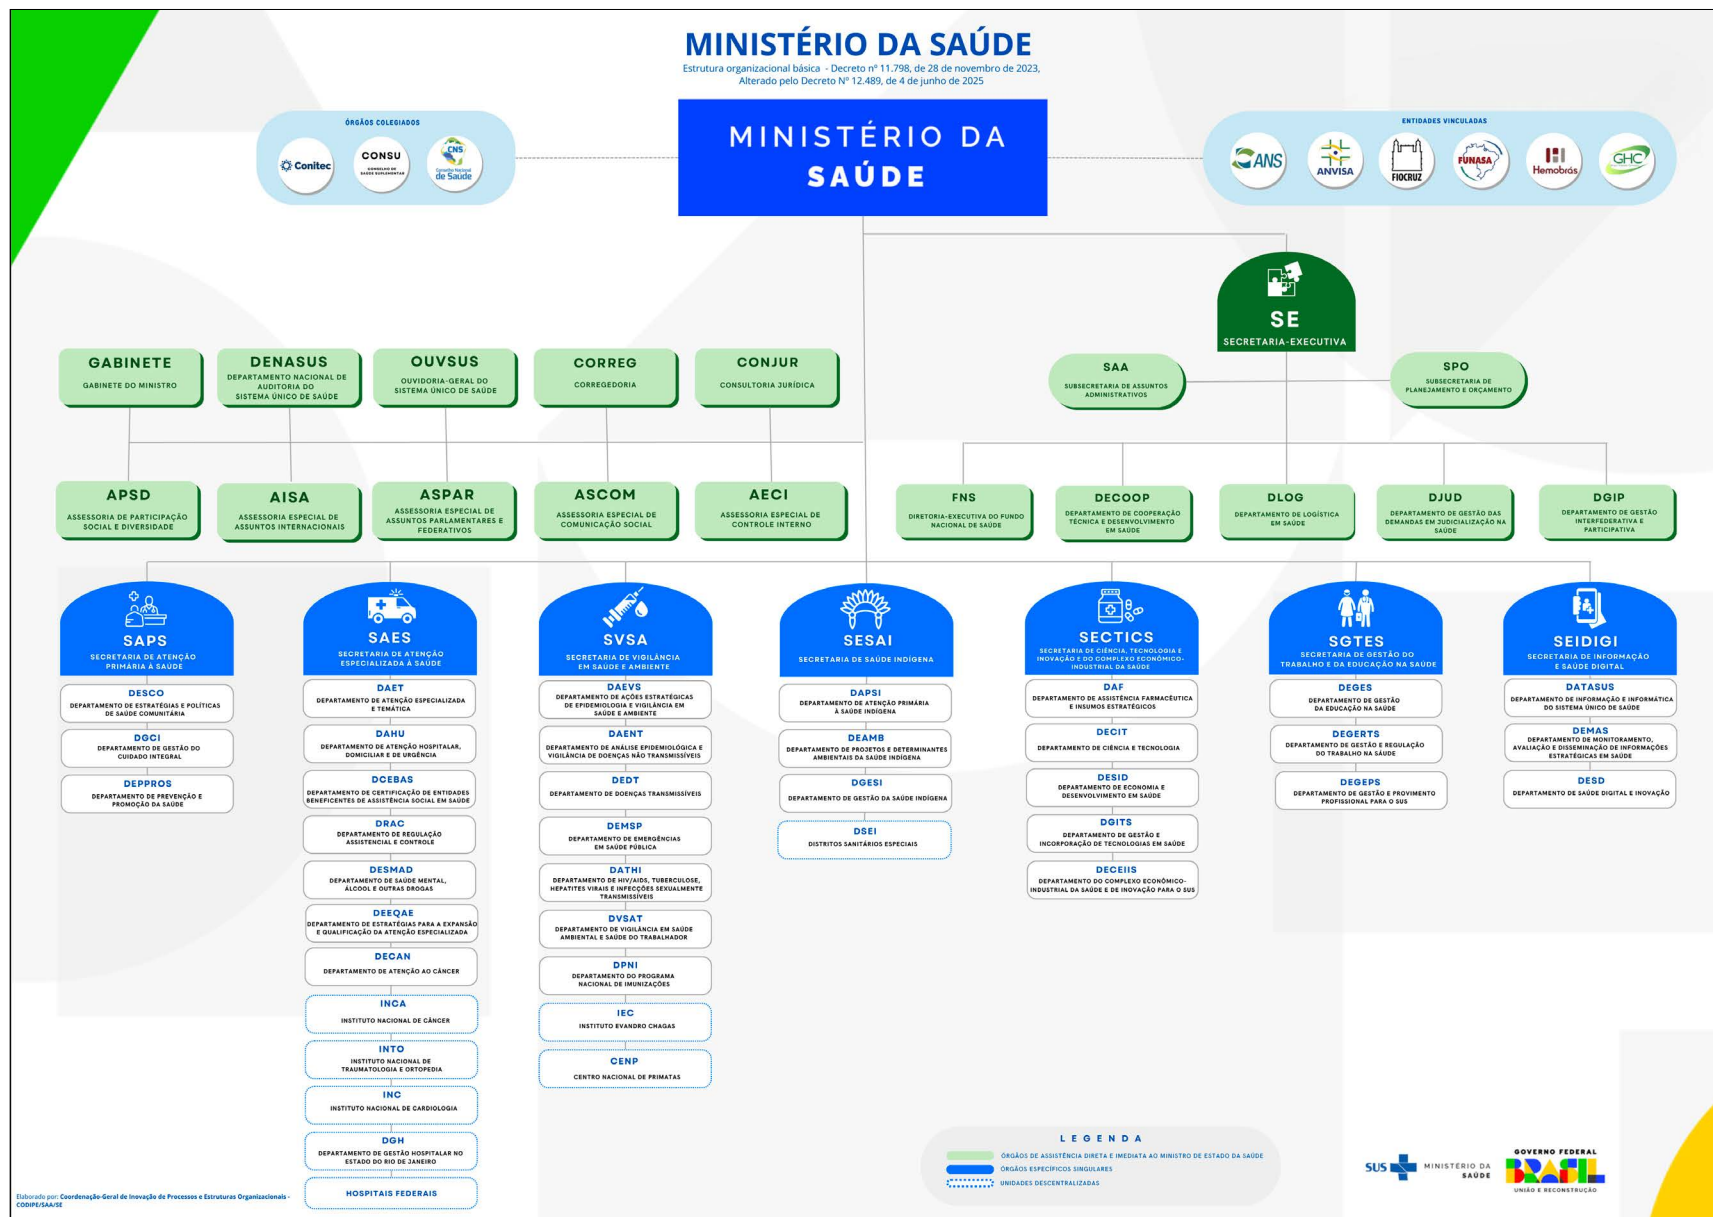 MINISTÉRIO DA SAÚDE
Estrutura organizacional básica - Decreto nº 11.798, de 28 de novembro de 2023,
Alterado pelo Decreto Nº 12.489, de 4 de junho de 2025
ÓRGÃOS COLEGIADOS
Conitec
CONSU
CONSELHO DE
SAÚDE SUPLEMENTAR
CNS
Conselho Nacional
de Saúde
MINISTÉRIO DA
SAÚDE
ENTIDADES VINCULADAS
ANS
ANVISA
FIOCRUZ
FUNASA
Hemobrás
GHC
SE
SECRETARIA-EXECUTIVA
SAA
SUBSECRETARIA DE ASSUNTOS
ADMINISTRATIVOS
SPO
SUBSECRETARIA DE
PLANEJAMENTO E ORÇAMENTO
GABINETE
GABINETE DO MINISTRO
DENASUS
DEPARTAMENTO NACIONAL DE
AUDITORIA DO
SISTEMA ÚNICO DE SAÚDE
OUVSUS
OUVIDORIA-GERAL DO
SISTEMA ÚNICO DE SAÚDE
CORREG
CORREGEDORIA
CONJUR
CONSULTORIA JURÍDICA
APSD
ASSESSORIA DE PARTICIPAÇÃO
SOCIAL E DIVERSIDADE
AISA
ASSESSORIA ESPECIAL DE
ASSUNTOS INTERNACIONAIS
ASPAR
ASSESSORIA ESPECIAL DE
ASSUNTOS PARLAMENTARES E
FEDERATIVOS
ASCOM
ASSESSORIA ESPECIAL DE
COMUNICAÇÃO SOCIAL
AECI
ASSESSORIA ESPECIAL DE
CONTROLE INTERNO
FNS
DIRETORIA-EXECUTIVA DO FUNDO
NACIONAL DE SAÚDE
DECOOP
DEPARTAMENTO DE COOPERAÇÃO
TÉCNICA E DESENVOLVIMENTO
EM SAÚDE
DLOG
DEPARTAMENTO DE LOGÍSTICA
EM SAÚDE
DJUD
DEPARTAMENTO DE GESTÃO DAS
DEMANDAS EM JUDICIALIZAÇÃO NA
SAÚDE
DGIP
DEPARTAMENTO DE GESTÃO
INTERFEDERATIVA E
PARTICIPATIVA
SAPS
SECRETARIA DE ATENÇÃO
PRIMÁRIA À SAÚDE
DESCO
DEPARTAMENTO DE ESTRATÉGIAS E POLÍTICAS
DE SAÚDE COMUNITÁRIA
DGCI
DEPARTAMENTO DE GESTÃO DO
CUIDADO INTEGRAL
DEPPROS
DEPARTAMENTO DE PREVENÇÃO E
PROMOÇÃO DA SAÚDE
SAES
SECRETARIA DE ATENÇÃO
ESPECIALIZADA À SAÚDE
DAET
DEPARTAMENTO DE ATENÇÃO ESPECIALIZADA
E TEMÁTICA
DAHU
DEPARTAMENTO DE ATENÇÃO HOSPITALAR,
DOMICILIAR E DE URGÊNCIA
DCEBAS
DEPARTAMENTO DE CERTIFICAÇÃO DE ENTIDADES
BENEFICENTES DE ASSISTÊNCIA SOCIAL EM SAÚDE
DRAC
DEPARTAMENTO DE REGULAÇÃO
ASSISTENCIAL E CONTROLE
DESMAD
DEPARTAMENTO DE SAÚDE MENTAL,
ÁLCOOL E OUTRAS DROGAS
DEEQAE
DEPARTAMENTO DE ESTRATÉGIAS PARA A EXPANSÃO
E QUALIFICAÇÃO DA ATENÇÃO ESPECIALIZADA
DECAN
DEPARTAMENTO DE ATENÇÃO AO CÂNCER
INCA
INSTITUTO NACIONAL DE CÂNCER
INTO
INSTITUTO NACIONAL DE
TRAUMATOLOGIA E ORTOPEDIA
INC
INSTITUTO NACIONAL DE CARDIOLOGIA
DGH
DEPARTAMENTO DE GESTÃO HOSPITALAR NO
ESTADO DO RIO DE JANEIRO
HOSPITAIS FEDERAIS
SVSA
SECRETARIA DE VIGILÂNCIA
EM SAÚDE E AMBIENTE
DAEVS
DEPARTAMENTO DE AÇÕES ESTRATÉGICAS
DE EPIDEMIOLOGIA E VIGILÂNCIA EM
SAÚDE E AMBIENTE
DAENT
DEPARTAMENTO DE ANÁLISE EPIDEMIOLÓGICA E
VIGILÂNCIA DE DOENÇAS NÃO TRANSMISSÍVEIS
DEDT
DEPARTAMENTO DE DOENÇAS TRANSMISSÍVEIS
DEMSP
DEPARTAMENTO DE EMERGÊNCIAS
EM SAÚDE PÚBLICA
DATHI
DEPARTAMENTO DE HIV/AIDS, TUBERCULOSE,
HEPATITES VIRAIS E INFECÇÕES SEXUALMENTE
TRANSMISSÍVEIS
DVSAT
DEPARTAMENTO DE VIGILÂNCIA EM SAÚDE
AMBIENTAL E SAÚDE DO TRABALHADOR
DPNI
DEPARTAMENTO DO PROGRAMA
NACIONAL DE IMUNIZAÇÕES
IEC
INSTITUTO EVANDRO CHAGAS
CENP
CENTRO NACIONAL DE PRIMATAS
SESAI
SECRETARIA DE SAÚDE INDÍGENA
DAPSI
DEPARTAMENTO DE ATENÇÃO PRIMÁRIA
À SAÚDE INDÍGENA
DEAMB
DEPARTAMENTO DE PROJETOS E DETERMINANTES
AMBIENTAIS DA SAÚDE INDÍGENA
DGESI
DEPARTAMENTO DE GESTÃO DA SAÚDE INDÍGENA
DSEI
DISTRITOS SANITÁRIOS ESPECIAIS
SECTICS
SECRETARIA DE CIÊNCIA, TECNOLOGIA E
INOVAÇÃO E DO COMPLEXO ECONÔMICO-
INDUSTRIAL DA SAÚDE
DAF
DEPARTAMENTO DE ASSISTÊNCIA FARMACÊUTICA
E INSUMOS ESTRATÉGICOS
DECIT
DEPARTAMENTO DE CIÊNCIA E TECNOLOGIA
DESID
DEPARTAMENTO DE ECONOMIA E
DESENVOLVIMENTO EM SAÚDE
DGITS
DEPARTAMENTO DE GESTÃO E
INCORPORAÇÃO DE TECNOLOGIAS EM SAÚDE
DECEIIS
DEPARTAMENTO DO COMPLEXO ECONÔMICO-
INDUSTRIAL DA SAÚDE E DE INOVAÇÃO PARA O SUS
SGTES
SECRETARIA DE GESTÃO DO
TRABALHO E DA EDUCAÇÃO NA SAÚDE
DEGES
DEPARTAMENTO DE GESTÃO
DA EDUCAÇÃO NA SAÚDE
DEGERTS
DEPARTAMENTO DE GESTÃO E REGULAÇÃO
DO TRABALHO NA SAÚDE
DEGEPS
DEPARTAMENTO DE GESTÃO E PROVIMENTO
PROFISSIONAL PARA O SUS
SEIDIGI
SECRETARIA DE INFORMAÇÃO
E SAÚDE DIGITAL
DATASUS
DEPARTAMENTO DE INFORMAÇÃO E INFORMÁTICA
DO SISTEMA ÚNICO DE SAÚDE
DEMAS
DEPARTAMENTO DE MONITORAMENTO,
AVALIAÇÃO E DISSEMINAÇÃO DE INFORMAÇÕES
ESTRATÉGICAS EM SAÚDE
DESD
DEPARTAMENTO DE SAÚDE DIGITAL E INOVAÇÃO
LEGENDA
ÓRGÃOS DE ASSISTÊNCIA DIRETA E IMEDIATA AO MINISTRO DE ESTADO DA SAÚDE
ÓRGÃOS ESPECÍFICOS SINGULARES
UNIDADES DESCENTRALIZADAS
SUS
MINISTÉRIO DA
SAÚDE
GOVERNO FEDERAL
BRASIL
UNIÃO E RECONSTRUÇÃO
Elaborado por: Coordenação-Geral de Inovação de Processos e Estruturas Organizacionais -
CODIPE/SAA/SE